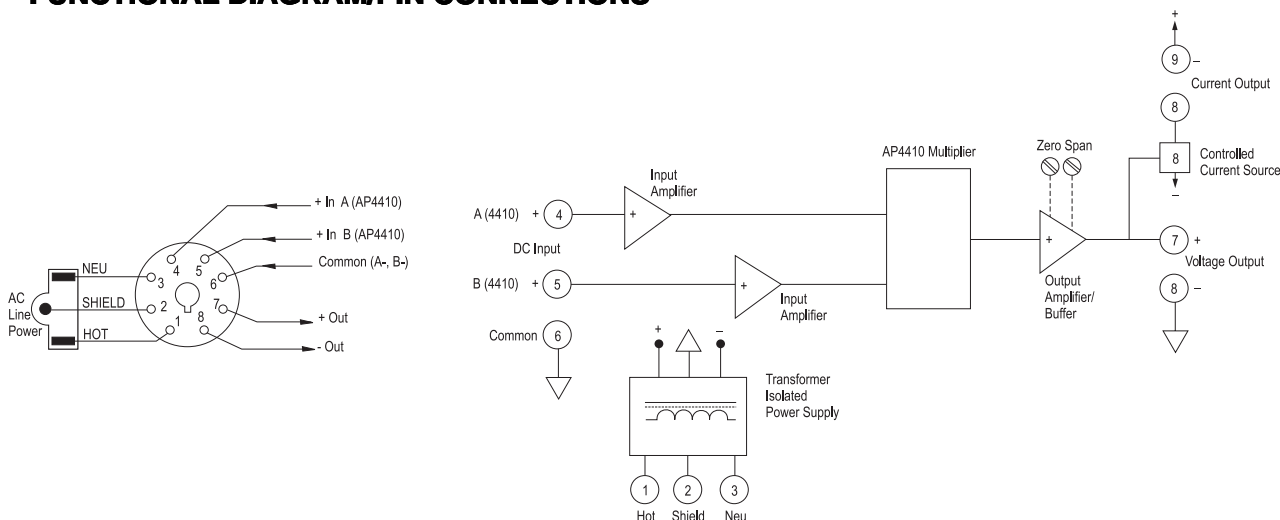 FUNCTIONAL DIAGRAM/PIN CONNECTIONS
+ In A (AP4410)
+ In B (AP4410)
Common (A-, B-)
+ Out
- Out
AC
Line
Power
NEU
SHIELD
HOT
4
5
3
6
2
7
1
8
A (4410) + 4
DC Input
B (4410) + 5
Common 6
Input
Amplifier
+
+
Input
Amplifier
AP4410 Multiplier
Zero Span
+
Output
Amplifier/
Buffer
+
9 –
Current Output
8
8
–
Controlled
Current Source
7 +
Voltage Output
8 –
+ –
Transformer
Isolated
Power Supply
1 2 3
Hot Shield Neu